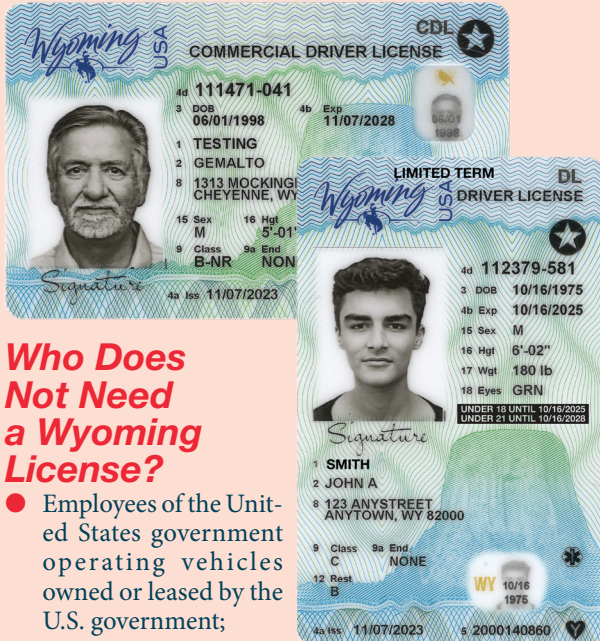 Wyoming
USA
COMMERCIAL DRIVER LICENSE
CDL
4d 111471-041
3 DOB
06/01/1998
4b Exp
11/07/2028
06/01
1998
1 TESTING
2 GEMALTO
8 1313 MOCKING
CHEYENNE, WY
15 Sex
M
16 Hgt
5'-01"
9 Class
B-NR
9a End
NON
Signature
4a Iss 11/07/2023
LIMITED TERM
Wyoming
USA
DL
DRIVER LICENSE
4d 112379-581
3 DOB 10/16/1975
4b Exp 10/16/2025
15 Sex M
16 Hgt 6'-02"
17 Wgt 180 lb
18 Eyes GRN
UNDER 18 UNTIL 10/16/2025
UNDER 21 UNTIL 10/16/2028
Signature
1 SMITH
2 JOHN A
8 123 ANYSTREET
ANYTOWN, WY 82000
9 Class
C
9a End
NONE
12 Rest
B
WY 10/16
1975
4a Iss 11/07/2023
5 2000140860
Y
Who Does
Not Need
a Wyoming
License?
● Employees of the Unit-
ed States government
operating vehicles
owned or leased by the
U.S. government;